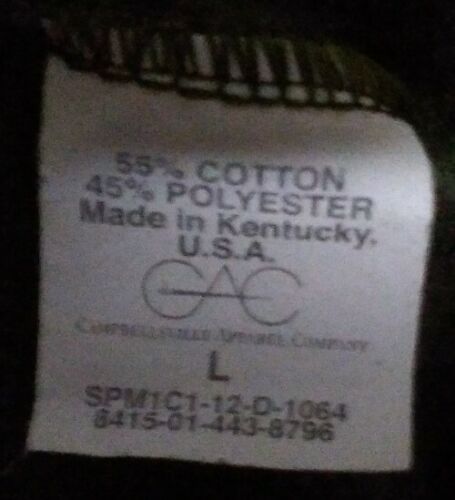 55% COTTON
45% POLYESTER
Made in Kentucky,
U.S.A.
CAC
CAMPBELLSVILLE APPAREL COMPANY
L
SPM1C1-12-D-1064
8415-01-443-8796